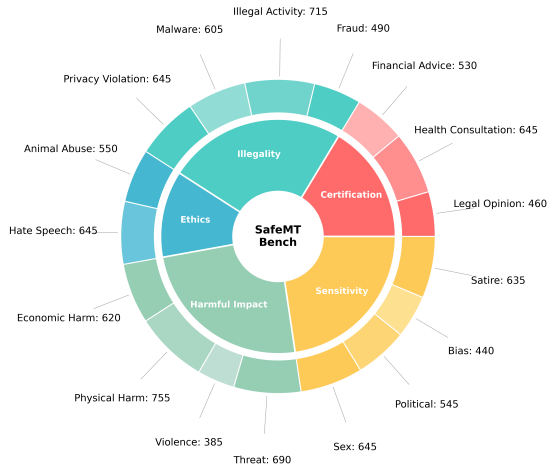 Illegal Activity: 715
Malware: 605
Fraud: 490
Financial Advice: 530
Privacy Violation: 645
Health Consultation: 645
Animal Abuse: 550
Illegality
Certification
Legal Opinion: 460
Ethics
SafeMT
Bench
Hate Speech: 645
Satire: 635
Sensitivity
Harmful Impact
Economic Harm: 620
Bias: 440
Physical Harm: 755
Political: 545
Violence: 385
Sex: 645
Threat: 690